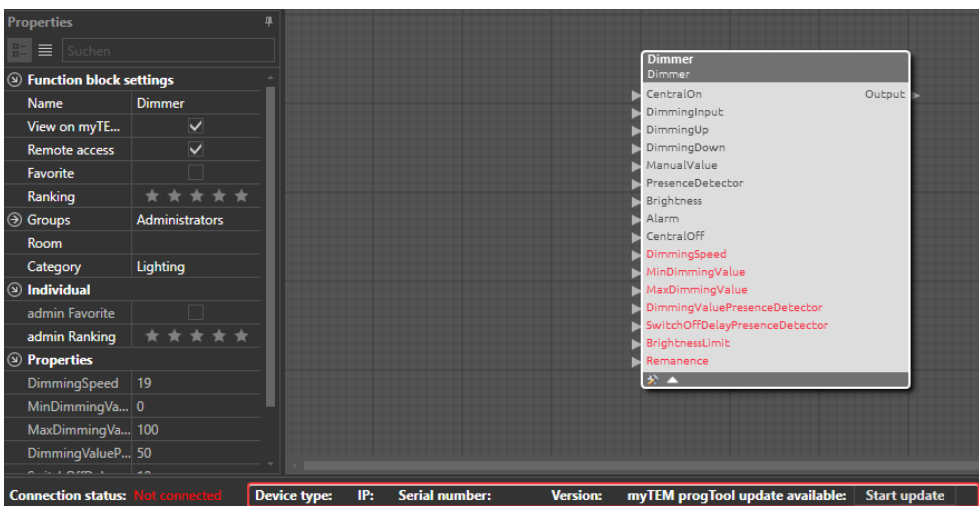 Properties
Suchen
Function block settings
Name Dimmer
View on myTE...
Remote access
Favorite
Ranking
Groups Administrators
Room
Category Lighting
Individual
admin Favorite
admin Ranking
Properties
DimmingSpeed 19
MinDimmingVa... 0
MaxDimmingVa... 100
DimmingValueP... 50
Dimmer
Dimmer
CentralOn Output
DimmingInput
DimmingUp
DimmingDown
ManualValue
PresenceDetector
Brightness
Alarm
CentralOff
DimmingSpeed
MinDimmingValue
MaxDimmingValue
DimmingValuePresenceDetector
SwitchOffDelayPresenceDetector
BrightnessLimit
Remanence
Connection status: Not connected Device type: IP: Serial number: Version: myTEM progTool update available: Start update